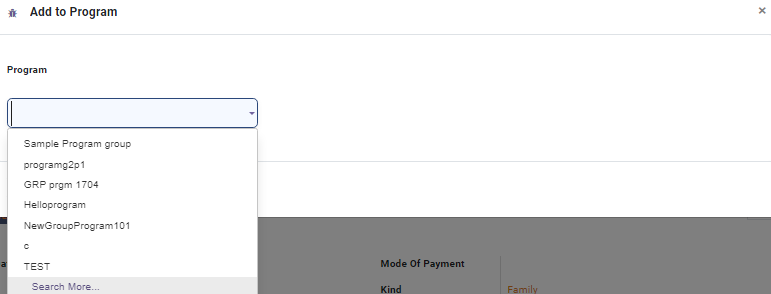 Add to Program
×
Program
Sample Program group
programg2p1
GRP prgm 1704
Helloprogram
NewGroupProgram101
c
TEST
Search More...
Mode Of Payment
Kind
Family